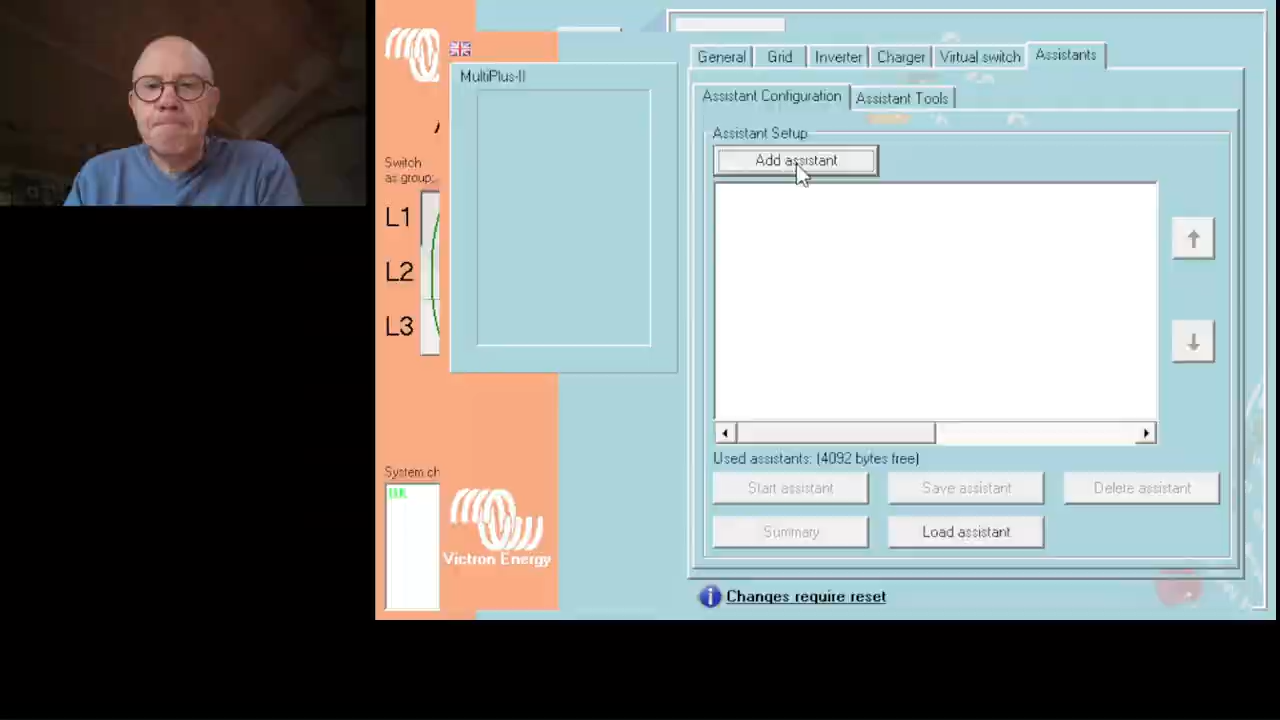 General
Grid
Inverter
Charger
Virtual switch
Assistants
MultiPlus-II
Assistant Configuration
Assistant Tools
Assistant Setup
Add assistant
Switch
as group:
L1
L2
L3
Used assistants: (4092 bytes free)
System ch
Start assistant
Save assistant
Delete assistant
Summary
Load assistant
Victron Energy
Changes require reset